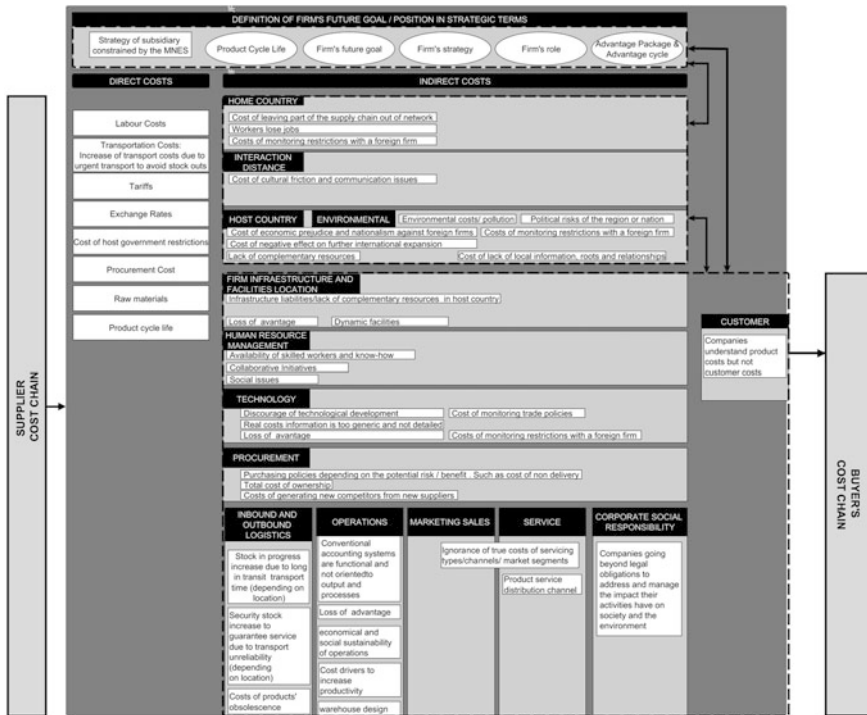 DEFINITION OF FIRM'S FUTURE GOAL / POSITION IN STRATEGIC TERMS
Strategy of subsidiary
constrained by the MNES
Product Cycle Life
Firm's future goal
Firm's strategy
Firm's role
Advantage Package &
Advantage cycle
DIRECT COSTS
INDIRECT COSTS
SUPPLIER
COST CHAIN
Labour Costs
Transportation Costs:
Increase of transport costs due to
urgent transport to avoid stock outs
Tariffs
Exchange Rates
Cost of host government restrictions
Procurement Cost
Raw materials
Product cycle life
HOME COUNTRY
Cost of leaving part of the supply chain out of network
Workers lose jobs
Costs of monitoring restrictions with a foreign firm
INTERACTION
DISTANCE
Cost of cultural friction and communication issues
HOST COUNTRY
ENVIRONMENTAL
Environmental costs/ pollution
Political risks of the region or nation
Cost of economic prejudice and nationalism against foreign firms
Costs of monitoring restrictions with a foreign firm
Cost of negative effect on further international expansion
Lack of complementary resources
Cost of lack of local information, roots and relationships
FIRM INFRAESTRUCTURE AND
FACILITIES LOCATION
Infrastructure liabilities/lack of complementary resources in host country
Loss of avantage
Dynamic facilities
HUMAN RESOURCE
MANAGEMENT
Availability of skilled workers and know-how
Collaborative Initiatives
Social issues
TECHNOLOGY
Discourage of technological development
Cost of monitoring trade policies
Real costs information is too generic and not detailed
Loss of avantage
Costs of monitoring restrictions with a foreign firm
PROCUREMENT
Purchasing policies depending on the potential risk / benefit . Such as cost of non delivery
Total cost of ownership
Costs of generating new competitors from new suppliers
INBOUND AND
OUTBOUND
LOGISTICS
Stock in progress
increase due to long
in transit transport
time (depending on
location)
Security stock
increase to
guarantee service
due to transport
unreliability
(depending
on location)
Costs of products'
obsolescence
OPERATIONS
Conventional
accounting systems
are functional and
not orientedto
output and
processes
Loss of advantage
economical and
social sustainability
of operations
Cost drivers to
increase
productivity
warehouse design
MARKETING SALES
SERVICE
Ignorance of true costs of servicing
types/channels/ market segments
Product service
distribution channel
CORPORATE SOCIAL
RESPONSIBILITY
Companies going
beyond legal
obligations to
address and manage
the impact their
activities have on
society and the
environment
CUSTOMER
Companies
understand product
costs but not
customer costs
BUYER'S
COST CHAIN